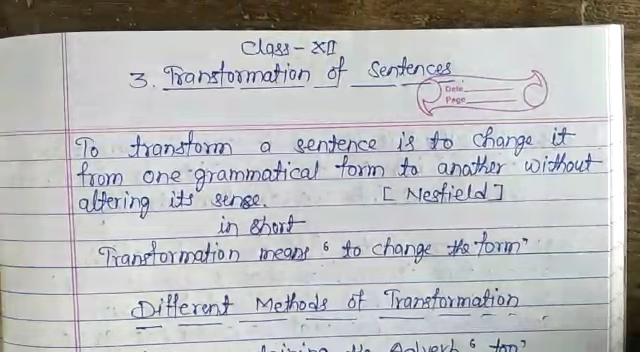 Class - XII
3. Transformation of Sentences
Date
Page
To transform a sentence is to change it
from one grammatical form to another without
altering its sense. [Nesfield]
in short
Transformation means "to change the form"
Different Methods of Transformation
Adverb "too"